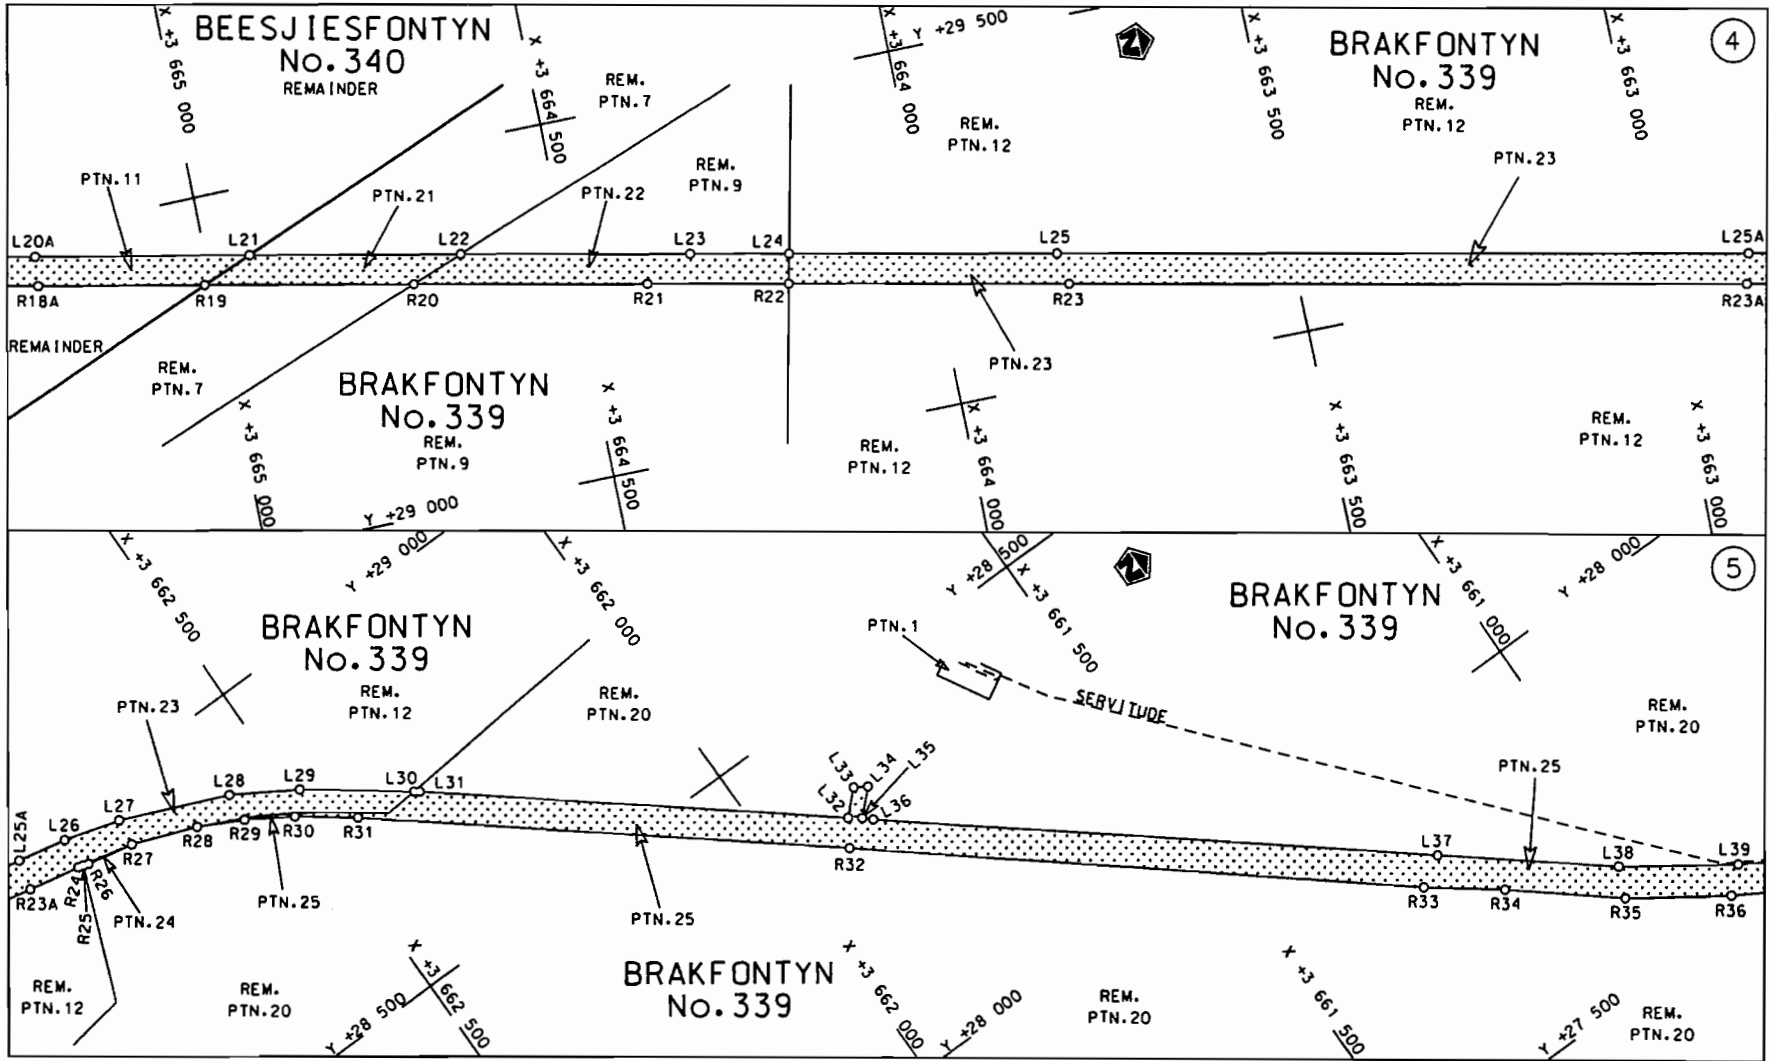 X +3 665 000
BEESJIESFONTYN
No. 340
REMAINDER
X +3 664 500
REM.
PTN. 7
X +3 664 000
Y +29 500
N
REM.
PTN. 12
X +3 663 500
BRAKFONTYN
No. 339
REM.
PTN. 12
X +3 663 000
4
PTN. 11
PTN. 21
PTN. 22
REM.
PTN. 9
PTN. 23
L20A
L21
L22
L23
L24
L25
L25A
R18A
R19
R20
R21
R22
R23
R23A
REMAINDER
REM.
PTN. 7
BRAKFONTYN
No. 339
REM.
PTN. 9
PTN. 23
REM.
PTN. 12
REM.
PTN. 12
X +3 665 000
Y +29 000
X +3 664 500
X +3 664 000
X +3 663 500
X +3 663 000
X +3 662 500
Y +29 000
X +3 662 000
Y +28 500
X +3 661 500
N
X +3 661 000
Y +28 000
5
BRAKFONTYN
No. 339
REM.
PTN. 12
REM.
PTN. 20
PTN. 1
SERVITUDE
BRAKFONTYN
No. 339
REM.
PTN. 20
PTN. 23
PTN. 25
L25A
L26
L27
L28
L29
L30
L31
L32
L33
L34
L35
L36
L37
L38
L39
R23A
R24
R25
R26
R27
R28
R29
R30
R31
R32
R33
R34
R35
R36
PTN. 24
PTN. 25
PTN. 25
REM.
PTN. 12
REM.
PTN. 20
Y +28 500
X +3 662 500
BRAKFONTYN
No. 339
X +3 662 000
Y +28 000
REM.
PTN. 20
X +3 661 500
Y +27 500
REM.
PTN. 20